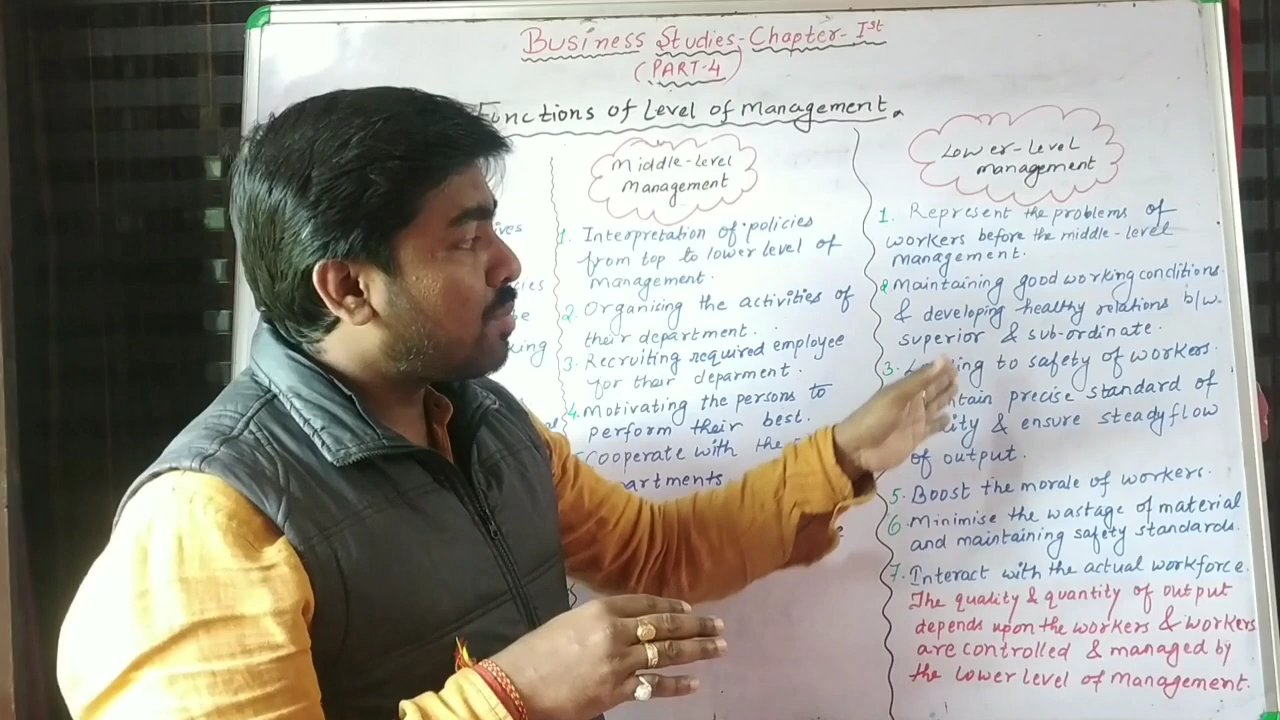 Business Studies - Chapter - Ist
(PART-4)
Functions of Level of Management.
Middle-level
Management
1. Interpretation of policies
from top to lower level of
management.
2. Organising the activities of
their department.
3. Recruiting required employee
for their deparment.
4. Motivating the persons to
perform their best.
Cooperate with the
Lower-Level
management
1. Represent the problems of
workers before the middle-level
management.
2 Maintaining good working conditions.
& developing healthy relations b/w.
superior & sub-ordinate.
3. to safety of workers.
precise standard of
& ensure steady flow
of output.
5. Boost the morale of workers.
6. Minimise the wastage of material
and maintaining safety standards.
7. Interact with the actual workforce.
The quality & quantity of output
depends upon the workers & workers
are controlled & managed by
the lower level of management.